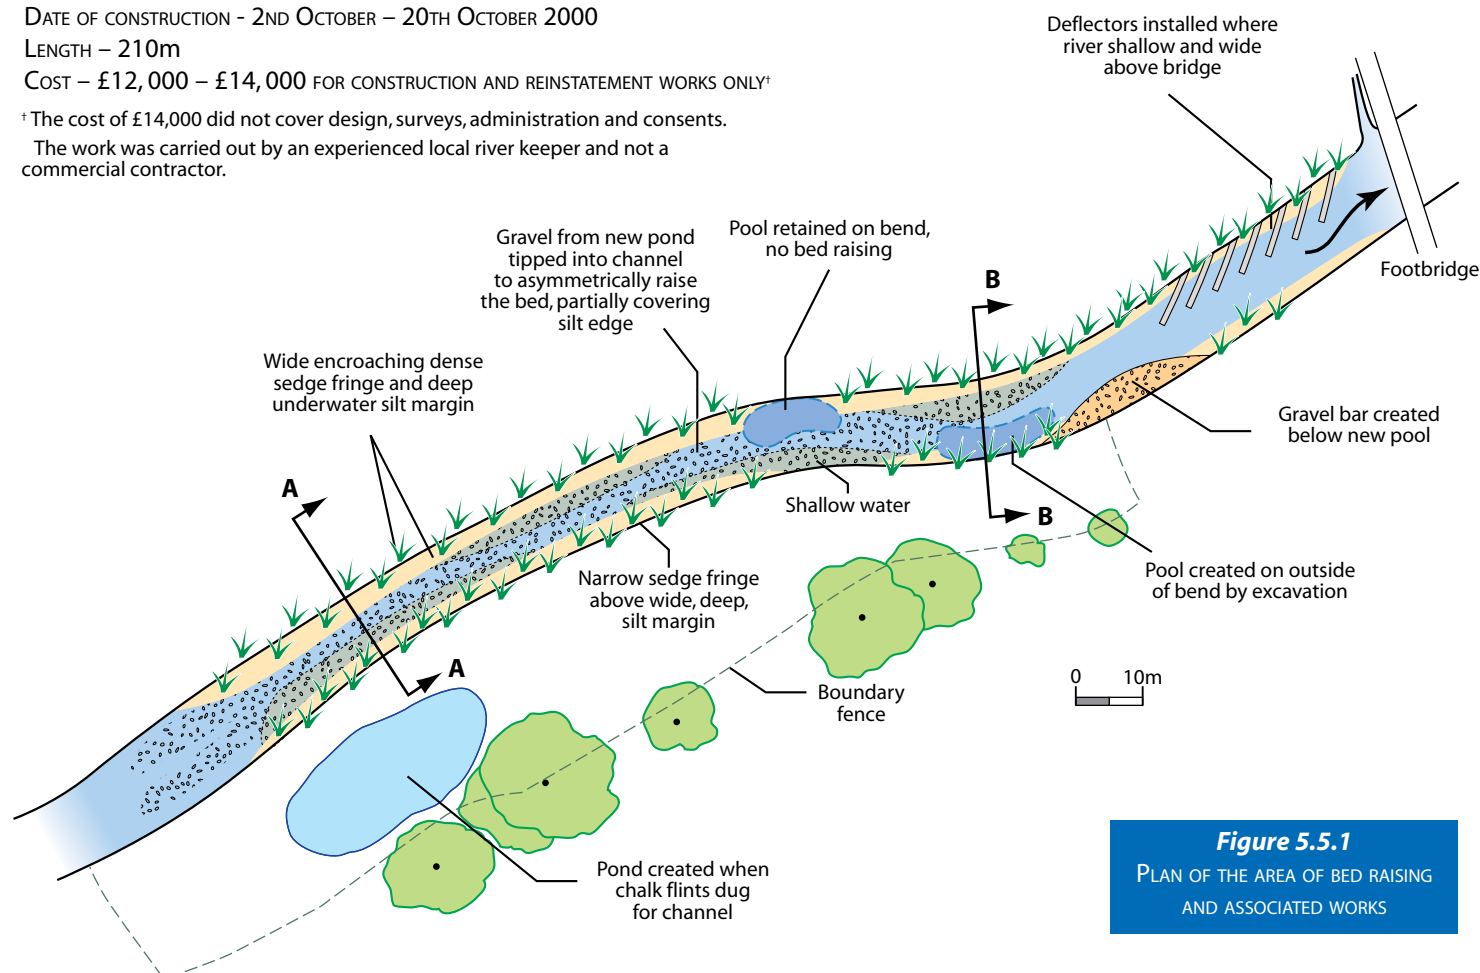 DATE OF CONSTRUCTION - 2ND OCTOBER – 20TH OCTOBER 2000
LENGTH – 210m
COST – £12,000 – £14,000 FOR CONSTRUCTION AND REINSTATEMENT WORKS ONLY†
† The cost of £14,000 did not cover design, surveys, administration and consents.
The work was carried out by an experienced local river keeper and not a
commercial contractor.
Deflectors installed where
river shallow and wide
above bridge
Footbridge
Pool retained on bend,
no bed raising
Gravel from new pond
tipped into channel
to asymmetrically raise
the bed, partially covering
silt edge
B
Wide encroaching dense
sedge fringe and deep
underwater silt margin
Gravel bar created
below new pool
A
Shallow water
B
Narrow sedge fringe
above wide, deep,
silt margin
Pool created on outside
of bend by excavation
A
Boundary
fence
0 10m
Pond created when
chalk flints dug
for channel
Figure 5.5.1
PLAN OF THE AREA OF BED RAISING
AND ASSOCIATED WORKS